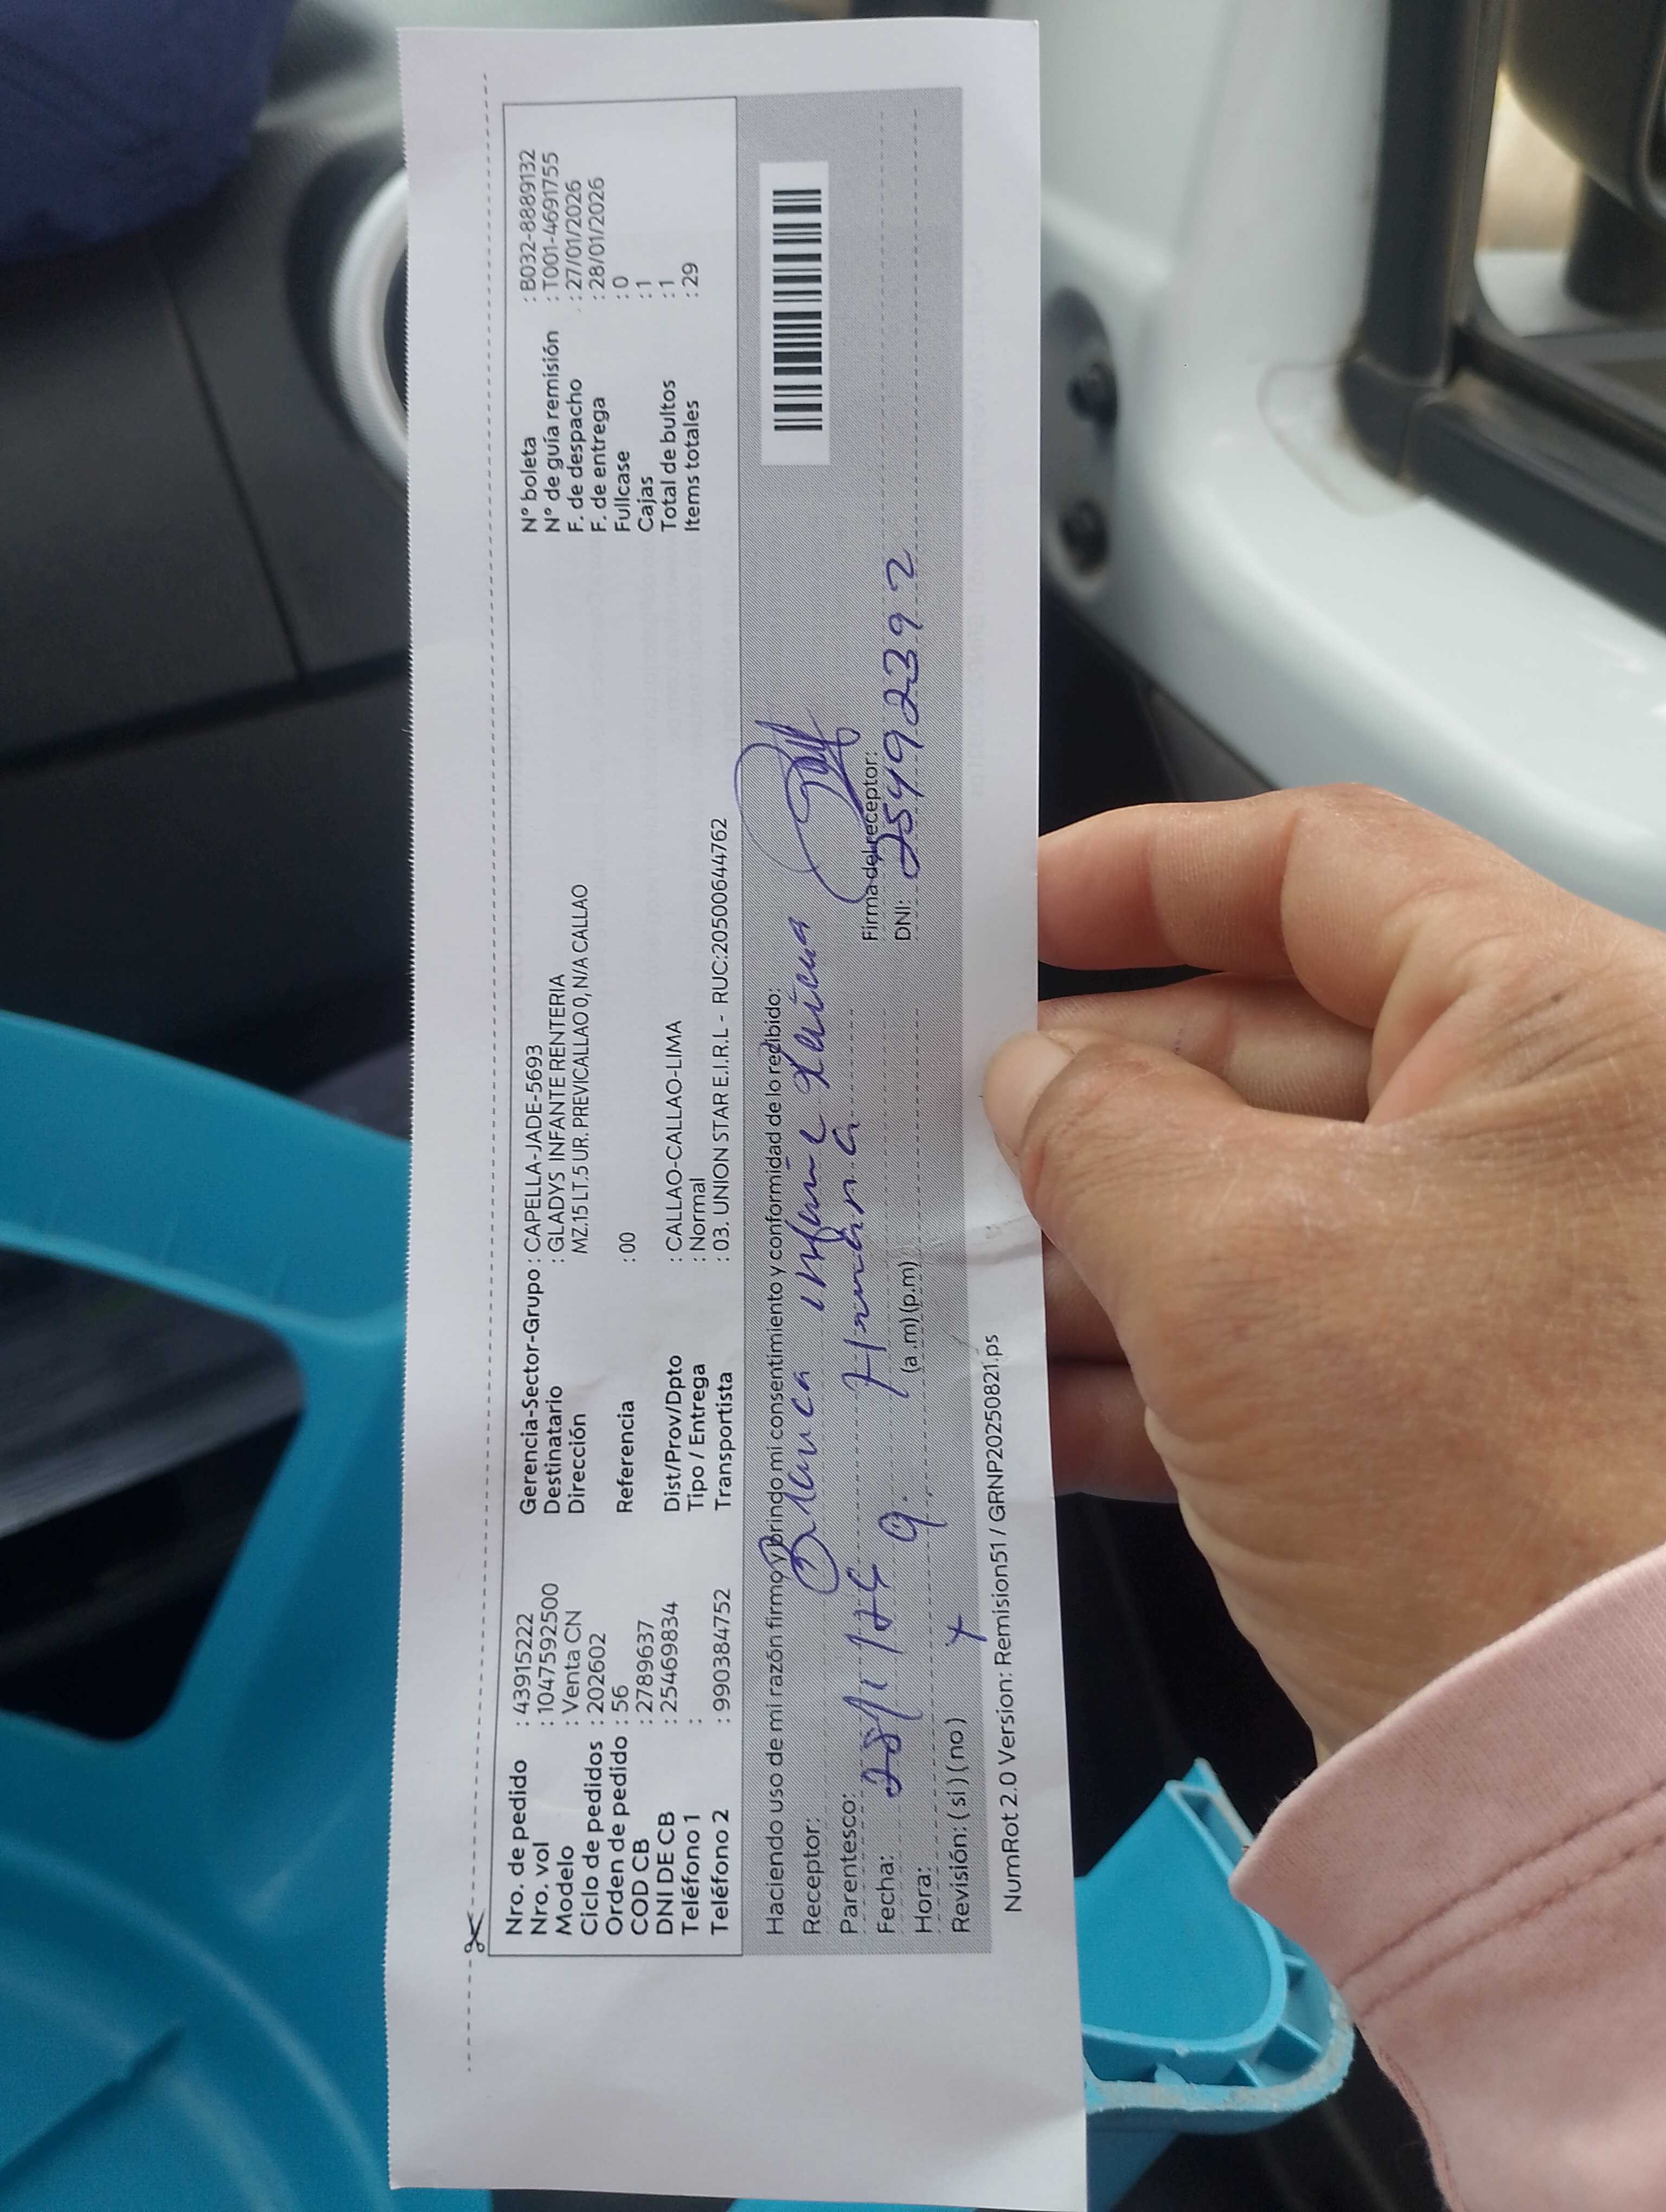 Nro. de pedido : 43915222
Nro. vol : 1047592500
Modelo : Venta CN
Ciclo de pedidos : 202602
Orden de pedido : 56
COD CB : 2789637
DNI DE CB : 25469834
Teléfono 1 :
Teléfono 2 : 990384752
Gerencia-Sector-Grupo : CAPELLA-JADE-5693
Destinatario : GLADYS INFANTE RENTERIA
Dirección MZ.15 LT.5 UR. PREVICALLAO 0, N/A CALLAO
Referencia : 00
Dist/Prov/Dpto : CALLAO-CALLAO-LIMA
Tipo / Entrega : Normal
Transportista : 03. UNION STAR E.I.R.L - RUC:20500644762
N° boleta : B032-8889132
N° de guía remisión : T001-4691755
F. de despacho : 27/01/2026
F. de entrega : 28/01/2026
Fullcase : 0
Cajas : 1
Total de bultos : 1
Items totales : 29
Haciendo uso de mi razón firmo y brindo mi consentimiento y conformidad de lo recibido:
Receptor: Blanca Infante
Parentesco: Hermana
Firma del receptor:
Fecha: 28/1/26
DNI: 25492392
Hora: 9. (a.m) (p.m)
Revisión: (si) (no) x
NumRot 2.0 Version: Remision51 / GRNP20250821.ps